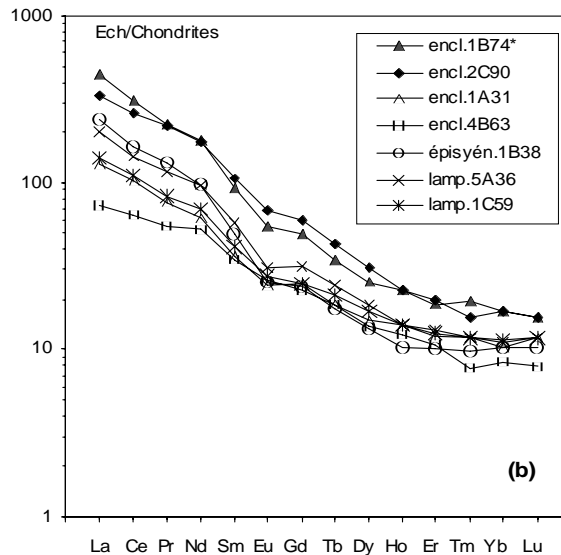 1000
Ech/Chondrites
encl.1B74*
encl.2C90
encl.1A31
encl.4B63
épisyén.1B38
lamp.5A36
lamp.1C59
100
10
(b)
1
La Ce Pr Nd Sm Eu Gd Tb Dy Ho Er Tm Yb Lu